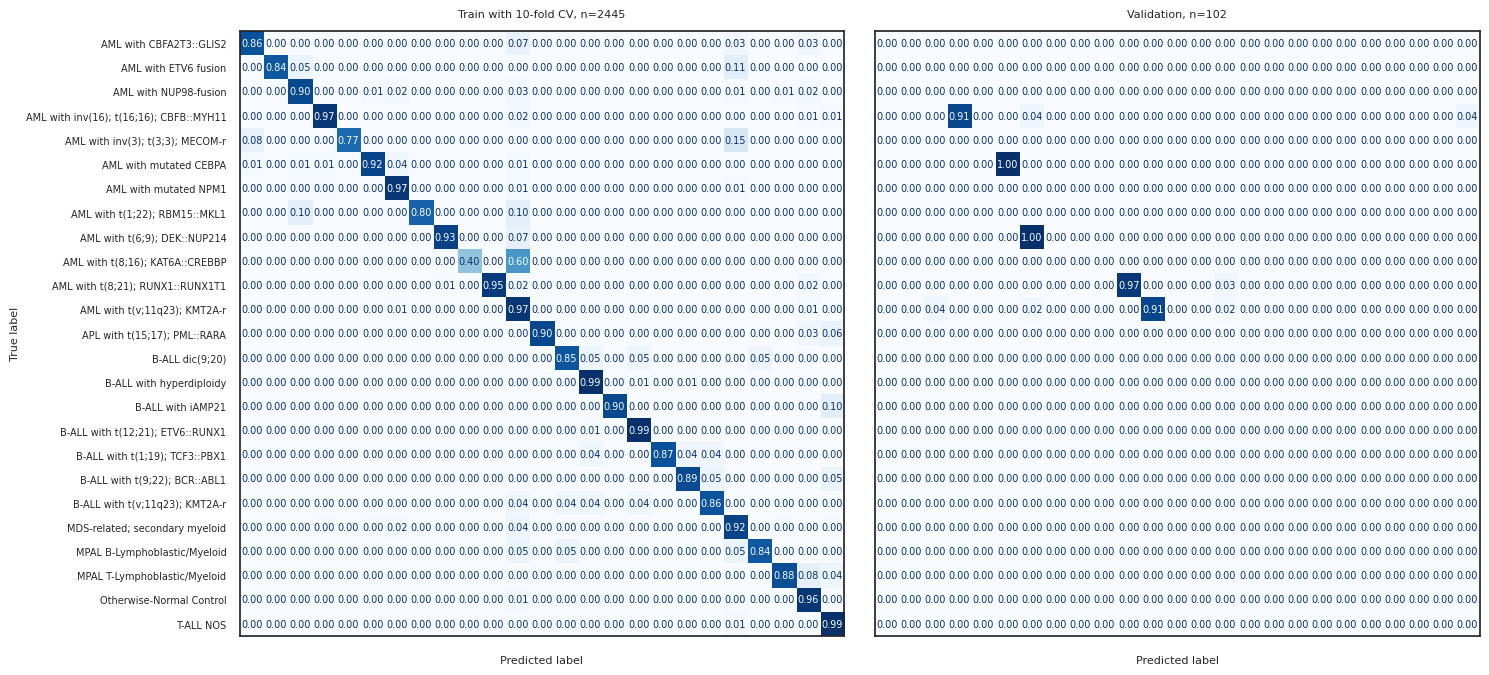 Train with 10-fold CV, n=2445 Validation, n=102
AML with CBFA2T3::GLIS2 0.86 0.00 0.00 0.00 0.00 0.00 0.00 0.00 0.00 0.00 0.00 0.07 0.00 0.00 0.00 0.00 0.00 0.00 0.00 0.00 0.03 0.00 0.00 0.03 0.00 0.00 0.00 0.00 0.00 0.00 0.00 0.00 0.00 0.00 0.00 0.00 0.00 0.00 0.00 0.00 0.00 0.00 0.00 0.00 0.00 0.00 0.00 0.00 0.00 0.00
AML with ETV6 fusion 0.00 0.84 0.05 0.00 0.00 0.00 0.00 0.00 0.00 0.00 0.00 0.00 0.00 0.00 0.00 0.00 0.00 0.00 0.00 0.00 0.11 0.00 0.00 0.00 0.00 0.00 0.00 0.00 0.00 0.00 0.00 0.00 0.00 0.00 0.00 0.00 0.00 0.00 0.00 0.00 0.00 0.00 0.00 0.00 0.00 0.00 0.00 0.00 0.00 0.00
AML with NUP98-fusion 0.00 0.00 0.90 0.00 0.00 0.01 0.02 0.00 0.00 0.00 0.00 0.03 0.00 0.00 0.00 0.00 0.00 0.00 0.00 0.00 0.01 0.00 0.01 0.02 0.00 0.00 0.00 0.00 0.00 0.00 0.00 0.00 0.00 0.00 0.00 0.00 0.00 0.00 0.00 0.00 0.00 0.00 0.00 0.00 0.00 0.00 0.00 0.00 0.00 0.00
AML with inv(16); t(16;16); CBFB::MYH11 0.00 0.00 0.00 0.97 0.00 0.00 0.00 0.00 0.00 0.00 0.00 0.02 0.00 0.00 0.00 0.00 0.00 0.00 0.00 0.00 0.00 0.00 0.00 0.01 0.01 0.00 0.00 0.00 0.91 0.00 0.00 0.04 0.00 0.00 0.00 0.00 0.00 0.00 0.00 0.00 0.00 0.00 0.00 0.00 0.00 0.00 0.00 0.00 0.00 0.04
AML with inv(3); t(3;3); MECOM-r 0.08 0.00 0.00 0.00 0.77 0.00 0.00 0.00 0.00 0.00 0.00 0.00 0.00 0.00 0.00 0.00 0.00 0.00 0.00 0.00 0.15 0.00 0.00 0.00 0.00 0.00 0.00 0.00 0.00 0.00 0.00 0.00 0.00 0.00 0.00 0.00 0.00 0.00 0.00 0.00 0.00 0.00 0.00 0.00 0.00 0.00 0.00 0.00 0.00 0.00
AML with mutated CEBPA 0.01 0.00 0.01 0.01 0.00 0.92 0.04 0.00 0.00 0.00 0.00 0.01 0.00 0.00 0.00 0.00 0.00 0.00 0.00 0.00 0.00 0.00 0.00 0.00 0.00 0.00 0.00 0.00 0.00 0.00 1.00 0.00 0.00 0.00 0.00 0.00 0.00 0.00 0.00 0.00 0.00 0.00 0.00 0.00 0.00 0.00 0.00 0.00 0.00 0.00
AML with mutated NPM1 0.00 0.00 0.00 0.00 0.00 0.00 0.97 0.00 0.00 0.00 0.00 0.01 0.00 0.00 0.00 0.00 0.00 0.00 0.00 0.00 0.01 0.00 0.00 0.00 0.00 0.00 0.00 0.00 0.00 0.00 0.00 0.00 0.00 0.00 0.00 0.00 0.00 0.00 0.00 0.00 0.00 0.00 0.00 0.00 0.00 0.00 0.00 0.00 0.00 0.00
AML with t(1;22); RBM15::MKL1 0.00 0.00 0.10 0.00 0.00 0.00 0.00 0.80 0.00 0.00 0.00 0.10 0.00 0.00 0.00 0.00 0.00 0.00 0.00 0.00 0.00 0.00 0.00 0.00 0.00 0.00 0.00 0.00 0.00 0.00 0.00 0.00 0.00 0.00 0.00 0.00 0.00 0.00 0.00 0.00 0.00 0.00 0.00 0.00 0.00 0.00 0.00 0.00 0.00 0.00
AML with t(6;9); DEK::NUP214 0.00 0.00 0.00 0.00 0.00 0.00 0.00 0.00 0.93 0.00 0.00 0.07 0.00 0.00 0.00 0.00 0.00 0.00 0.00 0.00 0.00 0.00 0.00 0.00 0.00 0.00 0.00 0.00 0.00 0.00 0.00 1.00 0.00 0.00 0.00 0.00 0.00 0.00 0.00 0.00 0.00 0.00 0.00 0.00 0.00 0.00 0.00 0.00 0.00 0.00
AML with t(8;16); KAT6A::CREBBP 0.00 0.00 0.00 0.00 0.00 0.00 0.00 0.00 0.00 0.40 0.00 0.60 0.00 0.00 0.00 0.00 0.00 0.00 0.00 0.00 0.00 0.00 0.00 0.00 0.00 0.00 0.00 0.00 0.00 0.00 0.00 0.00 0.00 0.00 0.00 0.00 0.00 0.00 0.00 0.00 0.00 0.00 0.00 0.00 0.00 0.00 0.00 0.00 0.00 0.00
AML with t(8;21); RUNX1::RUNX1T1 0.00 0.00 0.00 0.00 0.00 0.00 0.00 0.00 0.01 0.00 0.95 0.02 0.00 0.00 0.00 0.00 0.00 0.00 0.00 0.00 0.00 0.00 0.00 0.02 0.00 0.00 0.00 0.00 0.00 0.00 0.00 0.00 0.00 0.00 0.00 0.97 0.00 0.00 0.00 0.03 0.00 0.00 0.00 0.00 0.00 0.00 0.00 0.00 0.00 0.00
AML with t(v;11q23); KMT2A-r 0.00 0.00 0.00 0.00 0.00 0.00 0.01 0.00 0.00 0.00 0.00 0.97 0.00 0.00 0.00 0.00 0.00 0.00 0.00 0.00 0.00 0.00 0.00 0.01 0.00 0.00 0.00 0.04 0.00 0.00 0.00 0.02 0.00 0.00 0.00 0.00 0.91 0.00 0.00 0.02 0.00 0.00 0.00 0.00 0.00 0.00 0.00 0.00 0.00 0.00
APL with t(15;17); PML::RARA 0.00 0.00 0.00 0.00 0.00 0.00 0.00 0.00 0.00 0.00 0.00 0.00 0.90 0.00 0.00 0.00 0.00 0.00 0.00 0.00 0.00 0.00 0.00 0.03 0.06 0.00 0.00 0.00 0.00 0.00 0.00 0.00 0.00 0.00 0.00 0.00 0.00 0.00 0.00 0.00 0.00 0.00 0.00 0.00 0.00 0.00 0.00 0.00 0.00 0.00
B-ALL dic(9;20) 0.00 0.00 0.00 0.00 0.00 0.00 0.00 0.00 0.00 0.00 0.00 0.00 0.00 0.85 0.05 0.00 0.05 0.00 0.00 0.00 0.00 0.05 0.00 0.00 0.00 0.00 0.00 0.00 0.00 0.00 0.00 0.00 0.00 0.00 0.00 0.00 0.00 0.00 0.00 0.00 0.00 0.00 0.00 0.00 0.00 0.00 0.00 0.00 0.00 0.00
B-ALL with hyperdiploidy 0.00 0.00 0.00 0.00 0.00 0.00 0.00 0.00 0.00 0.00 0.00 0.00 0.00 0.00 0.99 0.00 0.01 0.00 0.01 0.00 0.00 0.00 0.00 0.00 0.00 0.00 0.00 0.00 0.00 0.00 0.00 0.00 0.00 0.00 0.00 0.00 0.00 0.00 0.00 0.00 0.00 0.00 0.00 0.00 0.00 0.00 0.00 0.00 0.00 0.00
B-ALL with iAMP21 0.00 0.00 0.00 0.00 0.00 0.00 0.00 0.00 0.00 0.00 0.00 0.00 0.00 0.00 0.00 0.90 0.00 0.00 0.00 0.00 0.00 0.00 0.00 0.00 0.10 0.00 0.00 0.00 0.00 0.00 0.00 0.00 0.00 0.00 0.00 0.00 0.00 0.00 0.00 0.00 0.00 0.00 0.00 0.00 0.00 0.00 0.00 0.00 0.00 0.00
B-ALL with t(12;21); ETV6::RUNX1 0.00 0.00 0.00 0.00 0.00 0.00 0.00 0.00 0.00 0.00 0.00 0.00 0.00 0.00 0.01 0.00 0.99 0.00 0.00 0.00 0.00 0.00 0.00 0.00 0.00 0.00 0.00 0.00 0.00 0.00 0.00 0.00 0.00 0.00 0.00 0.00 0.00 0.00 0.00 0.00 0.00 0.00 0.00 0.00 0.00 0.00 0.00 0.00 0.00 0.00
B-ALL with t(1;19); TCF3::PBX1 0.00 0.00 0.00 0.00 0.00 0.00 0.00 0.00 0.00 0.00 0.00 0.00 0.00 0.00 0.04 0.00 0.00 0.87 0.04 0.04 0.00 0.00 0.00 0.00 0.00 0.00 0.00 0.00 0.00 0.00 0.00 0.00 0.00 0.00 0.00 0.00 0.00 0.00 0.00 0.00 0.00 0.00 0.00 0.00 0.00 0.00 0.00 0.00 0.00 0.00
B-ALL with t(9;22); BCR::ABL1 0.00 0.00 0.00 0.00 0.00 0.00 0.00 0.00 0.00 0.00 0.00 0.00 0.00 0.00 0.00 0.00 0.00 0.00 0.89 0.05 0.00 0.00 0.00 0.00 0.05 0.00 0.00 0.00 0.00 0.00 0.00 0.00 0.00 0.00 0.00 0.00 0.00 0.00 0.00 0.00 0.00 0.00 0.00 0.00 0.00 0.00 0.00 0.00 0.00 0.00
B-ALL with t(v;11q23); KMT2A-r 0.00 0.00 0.00 0.00 0.00 0.00 0.00 0.00 0.00 0.00 0.00 0.04 0.00 0.04 0.04 0.00 0.04 0.00 0.00 0.86 0.00 0.00 0.00 0.00 0.00 0.00 0.00 0.00 0.00 0.00 0.00 0.00 0.00 0.00 0.00 0.00 0.00 0.00 0.00 0.00 0.00 0.00 0.00 0.00 0.00 0.00 0.00 0.00 0.00 0.00
MDS-related; secondary myeloid 0.00 0.00 0.00 0.00 0.00 0.00 0.02 0.00 0.00 0.00 0.00 0.04 0.00 0.00 0.00 0.00 0.00 0.00 0.00 0.00 0.92 0.00 0.00 0.00 0.00 0.00 0.00 0.00 0.00 0.00 0.00 0.00 0.00 0.00 0.00 0.00 0.00 0.00 0.00 0.00 0.00 0.00 0.00 0.00 0.00 0.00 0.00 0.00 0.00 0.00
MPAL B-Lymphoblastic/Myeloid 0.00 0.00 0.00 0.00 0.00 0.00 0.00 0.00 0.00 0.00 0.00 0.05 0.00 0.05 0.00 0.00 0.00 0.00 0.00 0.00 0.05 0.84 0.00 0.00 0.00 0.00 0.00 0.00 0.00 0.00 0.00 0.00 0.00 0.00 0.00 0.00 0.00 0.00 0.00 0.00 0.00 0.00 0.00 0.00 0.00 0.00 0.00 0.00 0.00 0.00
MPAL T-Lymphoblastic/Myeloid 0.00 0.00 0.00 0.00 0.00 0.00 0.00 0.00 0.00 0.00 0.00 0.00 0.00 0.00 0.00 0.00 0.00 0.00 0.00 0.00 0.00 0.00 0.88 0.08 0.04 0.00 0.00 0.00 0.00 0.00 0.00 0.00 0.00 0.00 0.00 0.00 0.00 0.00 0.00 0.00 0.00 0.00 0.00 0.00 0.00 0.00 0.00 0.00 0.00 0.00
Otherwise-Normal Control 0.00 0.00 0.00 0.00 0.00 0.00 0.00 0.00 0.00 0.00 0.00 0.01 0.00 0.00 0.00 0.00 0.00 0.00 0.00 0.00 0.00 0.00 0.00 0.96 0.00 0.00 0.00 0.00 0.00 0.00 0.00 0.00 0.00 0.00 0.00 0.00 0.00 0.00 0.00 0.00 0.00 0.00 0.00 0.00 0.00 0.00 0.00 0.00 0.00 0.00
T-ALL NOS 0.00 0.00 0.00 0.00 0.00 0.00 0.00 0.00 0.00 0.00 0.00 0.00 0.00 0.00 0.00 0.00 0.00 0.00 0.00 0.00 0.01 0.00 0.00 0.00 0.99 0.00 0.00 0.00 0.00 0.00 0.00 0.00 0.00 0.00 0.00 0.00 0.00 0.00 0.00 0.00 0.00 0.00 0.00 0.00 0.00 0.00 0.00 0.00 0.00 0.00
True label
Predicted label Predicted label